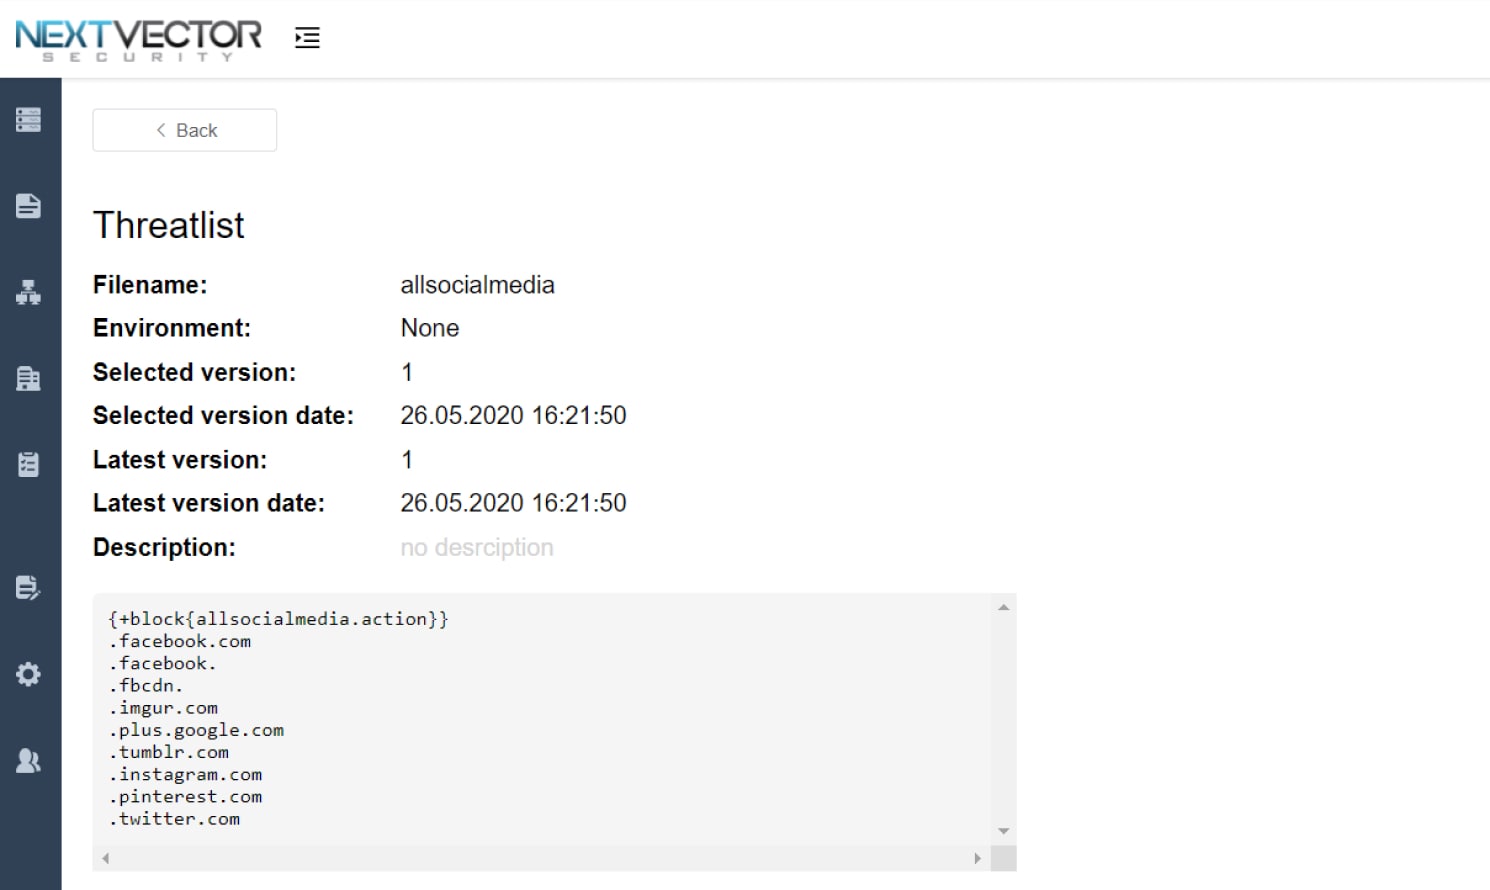 NEXTVECTOR
SECURITY
Back
Threatlist
Filename: allsocialmedia
Environment: None
Selected version: 1
Selected version date: 26.05.2020 16:21:50
Latest version: 1
Latest version date: 26.05.2020 16:21:50
Description: no desrciption
{+block{allsocialmedia.action}}
.facebook.com
.facebook.
.fbcdn.
.imgur.com
.plus.google.com
.tumblr.com
.instagram.com
.pinterest.com
.twitter.com